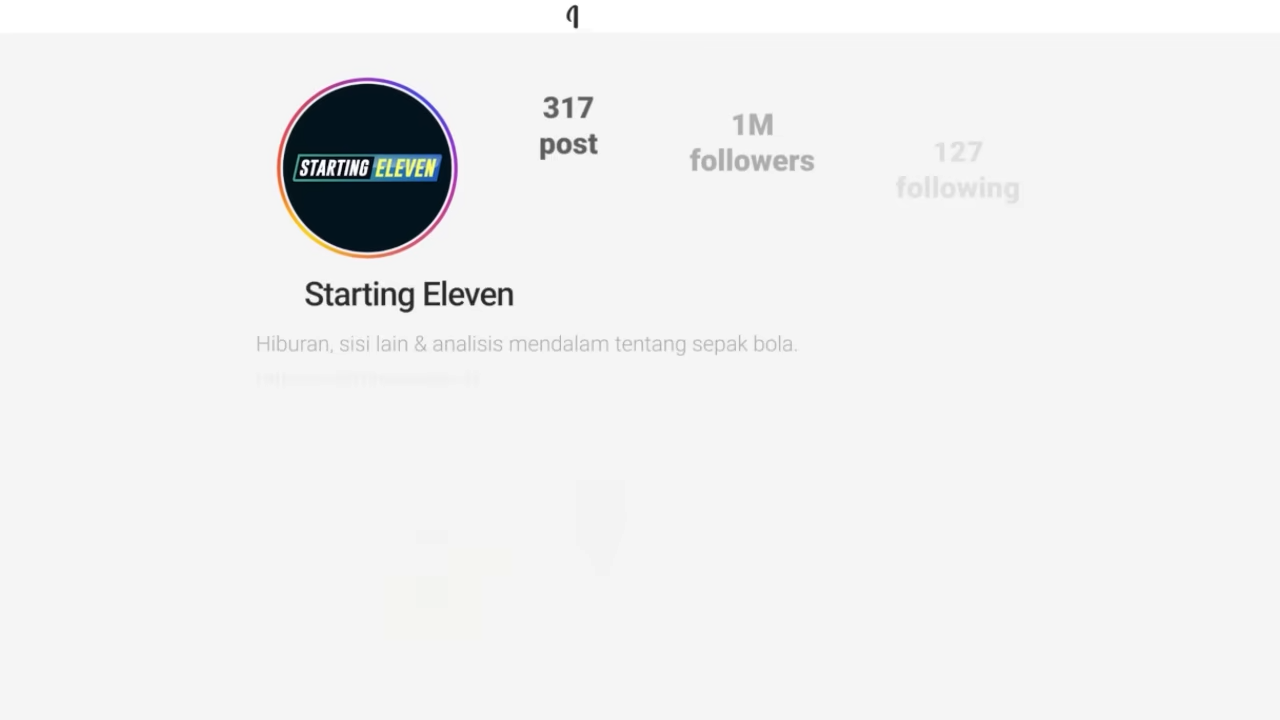 STARTING ELEVEN
317
post
1M
followers
127
following
Starting Eleven
Hiburan, sisi lain & analisis mendalam tentang sepak bola.